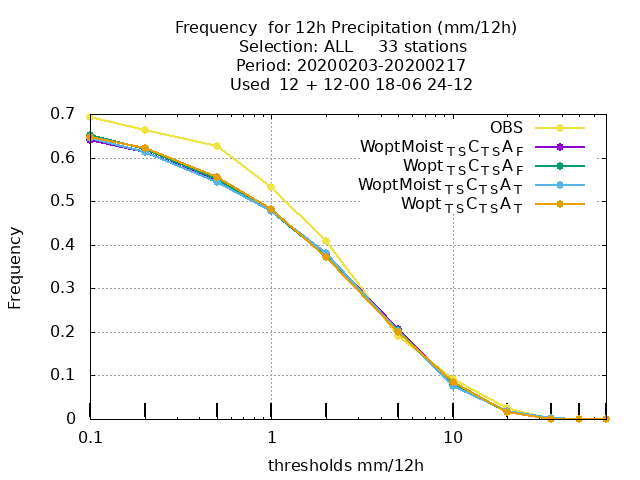 Frequency  for 12h Precipitation (mm/12h)
Selection: ALL     33 stations
Period: 20200203-20200217
Used  12 + 12-00 18-06 24-12
0.7
0.6
0.5
0.4
0.3
0.2
0.1
0
Frequency
OBS
WoptMoist TS C TS A F
Wopt TS C TS A F
WoptMoist TS C TS A T
Wopt TS C TS A T
0.1 1 10
thresholds mm/12h